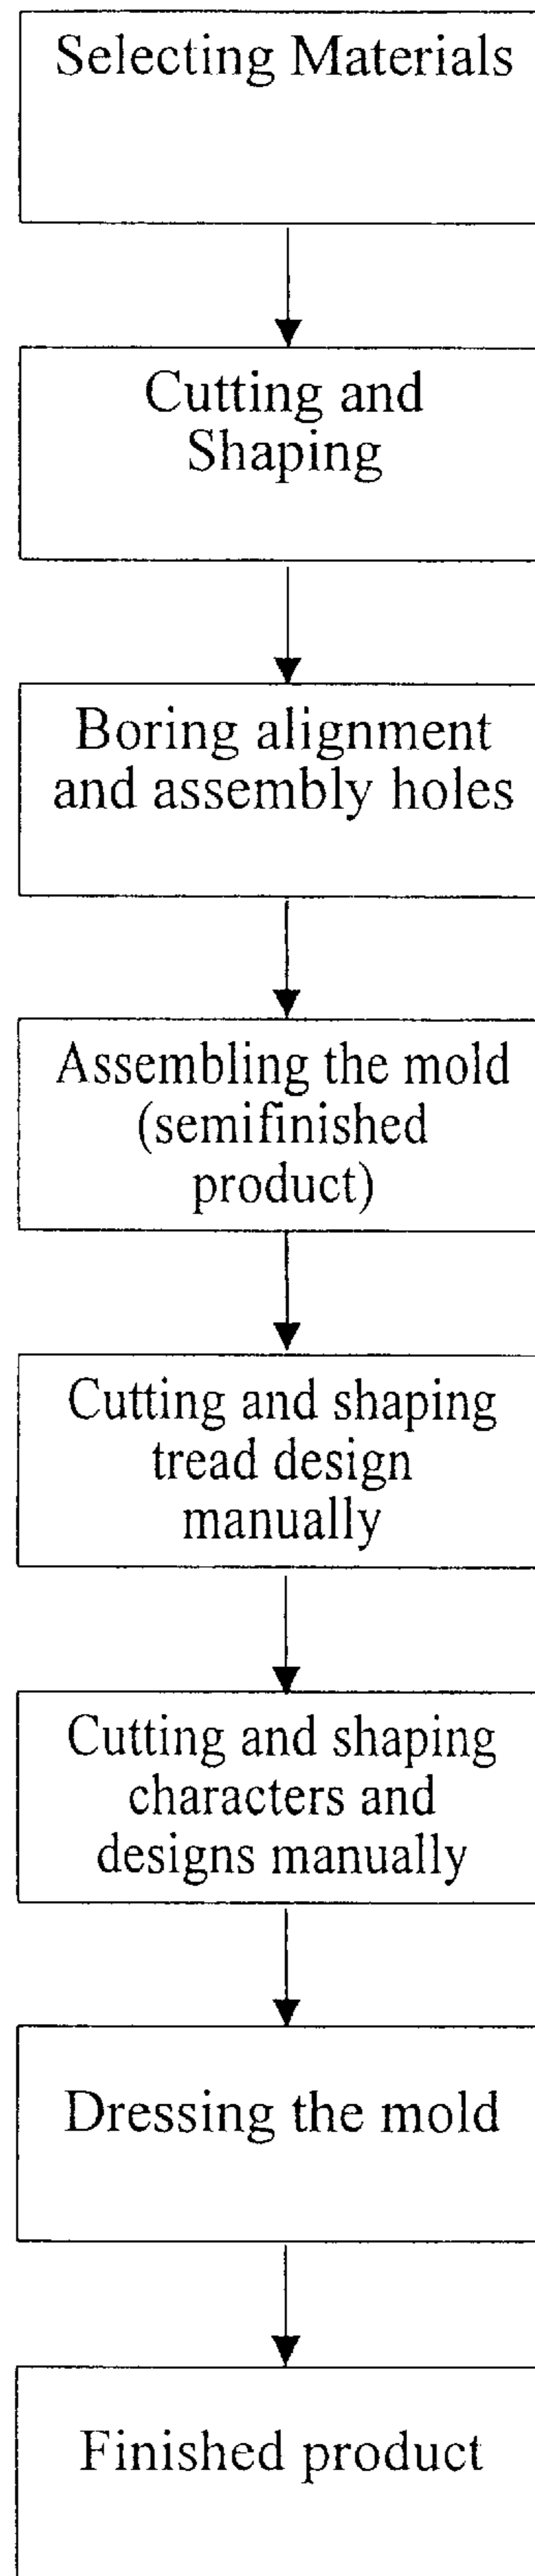 Selecting Materials
Cutting and
Shaping
Boring alignment
and assembly holes
Assembling the mold
(semifinished
product)
Cutting and shaping
tread design
manually
Cutting and shaping
characters and
designs manually
Dressing the mold
Finished product